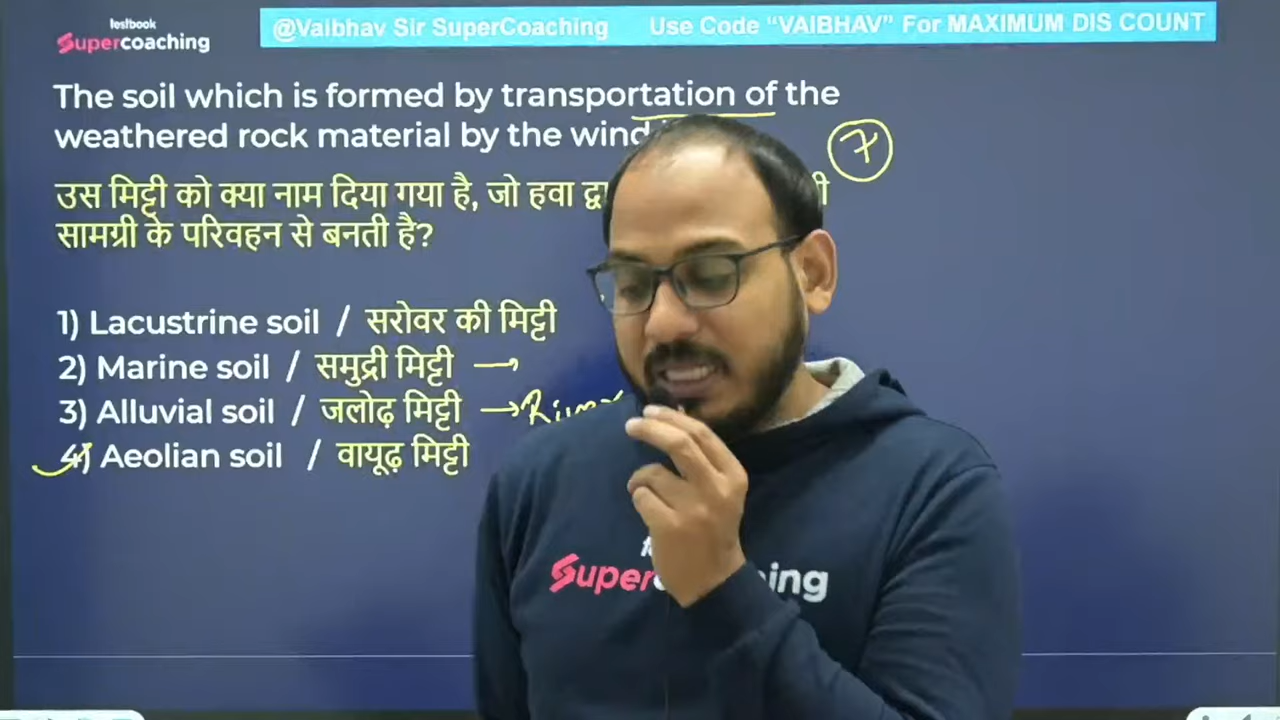 testbook
Supercoaching
@Vaibhav Sir SuperCoaching Use Code “VAIBHAV” For MAXIMUM DIS COUNT
The soil which is formed by transportation of the
weathered rock material by the wind
7
उस मिट्टी को क्या नाम दिया गया है, जो हवा
सामग्री के परिवहन से बनती है?
1) Lacustrine soil / सरोवर की मिट्टी
2) Marine soil / समुद्री मिट्टी →
3) Alluvial soil / जलोढ़ मिट्टी →
4) Aeolian soil / वायूढ़ मिट्टी